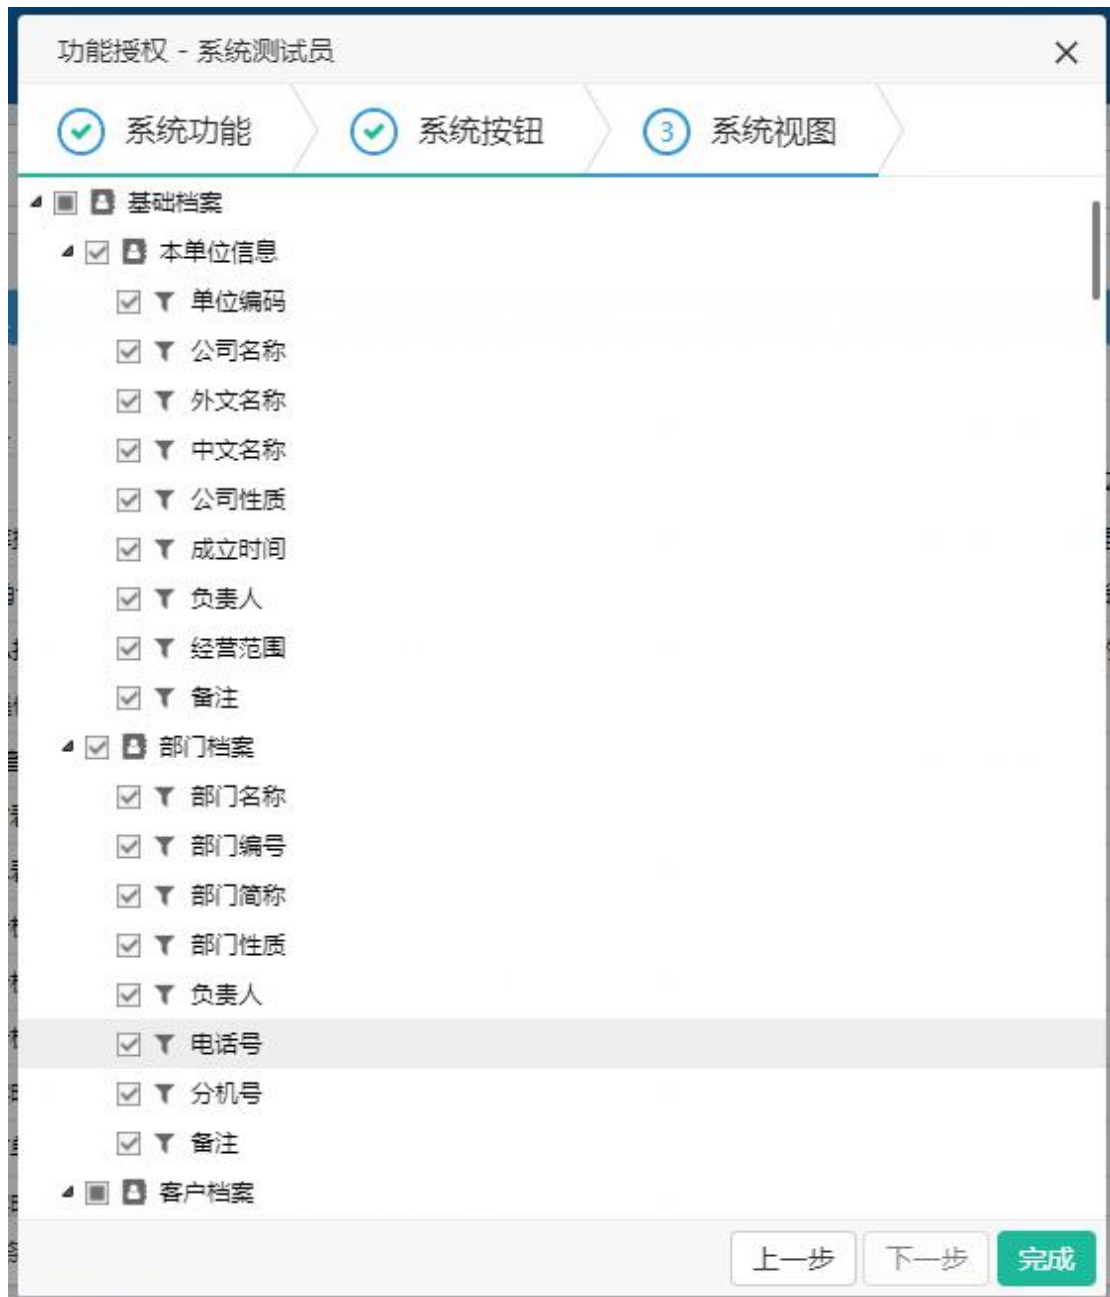 功能授权 - 系统测试员
系统功能 系统按钮 3 系统视图
基础档案
本单位信息
单位编码
公司名称
外文名称
中文名称
公司性质
成立时间
负责人
经营范围
备注
部门档案
部门名称
部门编号
部门简称
部门性质
负责人
电话号
分机号
备注
客户档案
上一步 下一步 完成